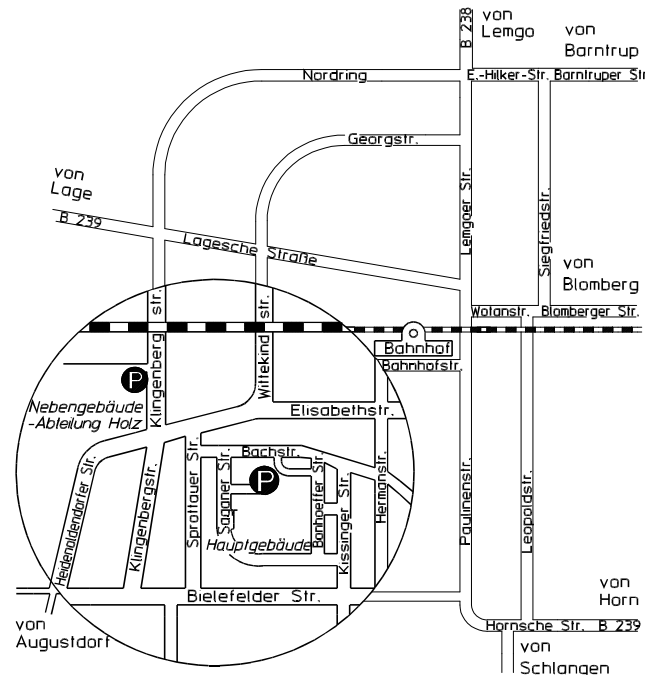 von
Lemgo
B 238
von
Barntrup
Nordring
E.-Hilker-Str.
Barntruper Str
Georgstr.
von
Lage
B 239
Lagesche Straße
Lemgoer Str.
Siegfriedstr.
von
Blomberg
Wotanstr.
Blomberger Str.
Klingenberg str.
Wittekind str.
Bahnhof
Bahnhofstr.
P
Nebengebäude
-Abteilung Holz
Elisabethstr.
Heidenoldendorfer Str.
Klingenbergstr.
Sprottauer Str.
Saganer Str.
Bachstr.
P
Hauptgebäude
Bonhoeffer Str.
Kissinger Str.
Hermanstr.
Paulinenstr.
Leopoldstr.
Bielefelder Str.
von
Augustdorf
von
Horn
Hornsche Str. B 239
von
Schlangen